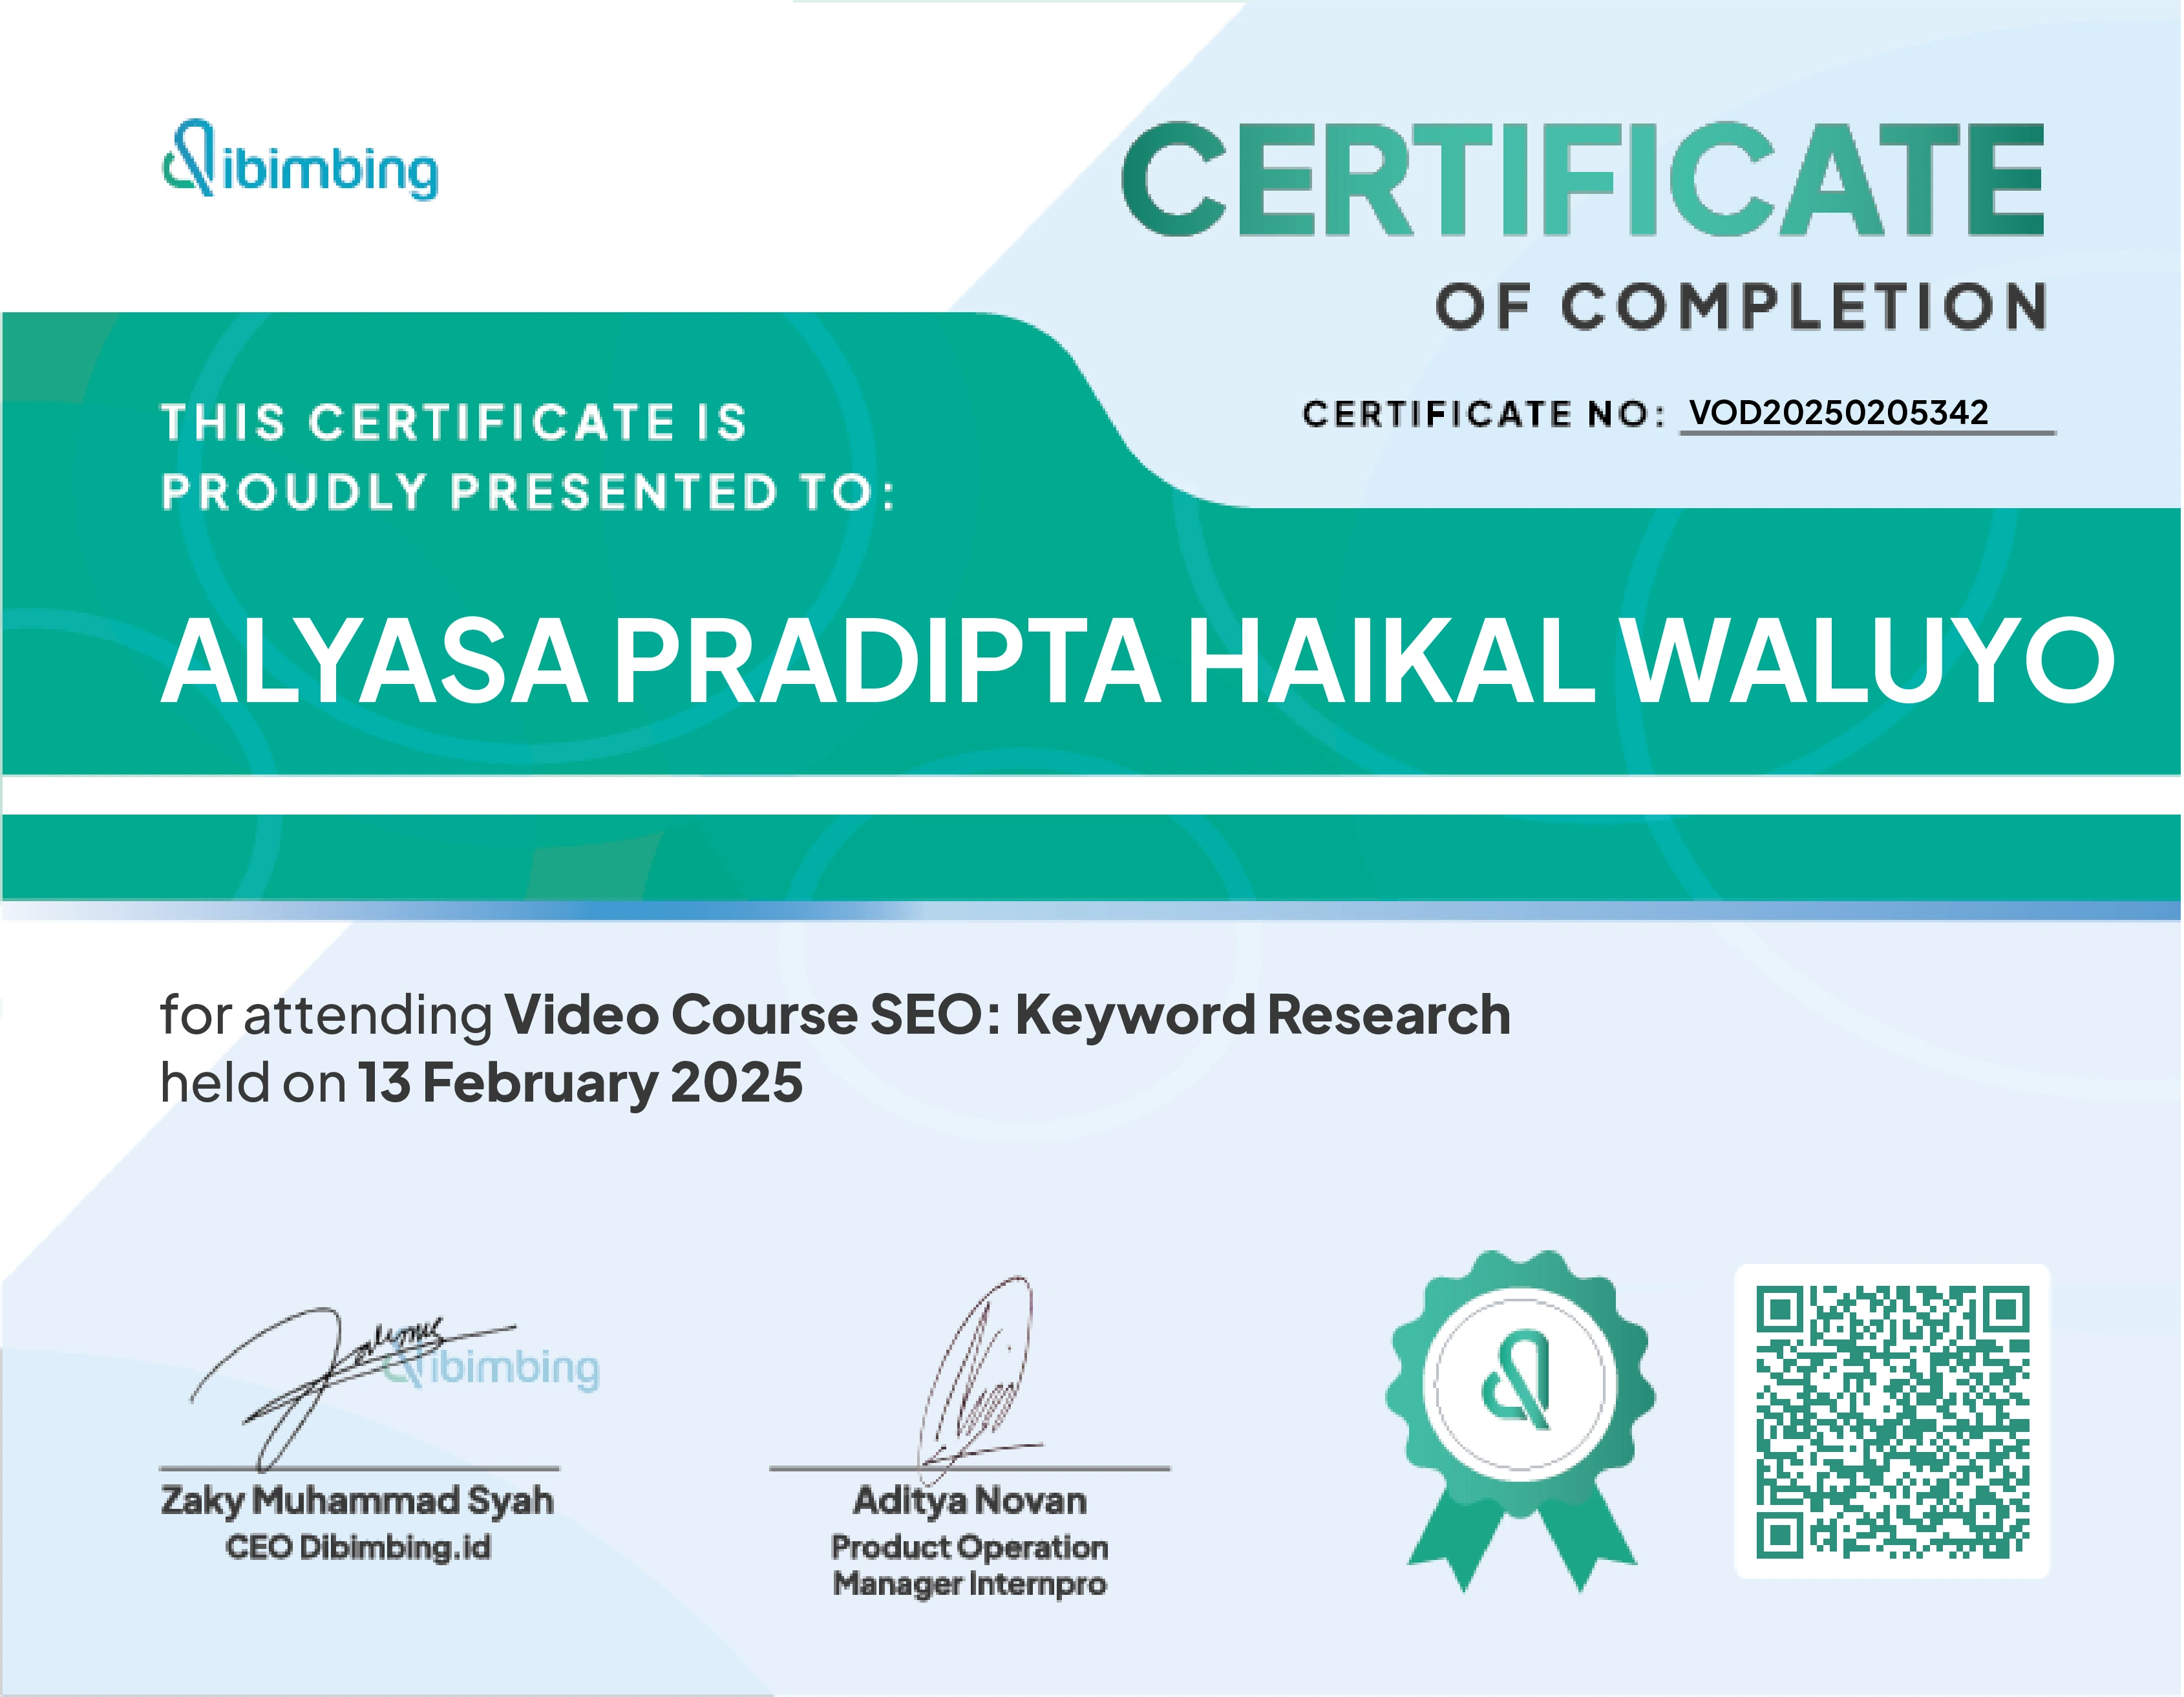 dibimbing
CERTIFICATE
OF COMPLETION
CERTIFICATE NO: VOD20250205342
THIS CERTIFICATE IS
PROUDLY PRESENTED TO:
ALYASA PRADIPTA HAIKAL WALUYO
for attending Video Course SEO: Keyword Research
held on 13 February 2025
dibimbing
Zaky Muhammad Syah
CEO Dibimbing.id
Aditya Novan
Product Operation
Manager Internpro